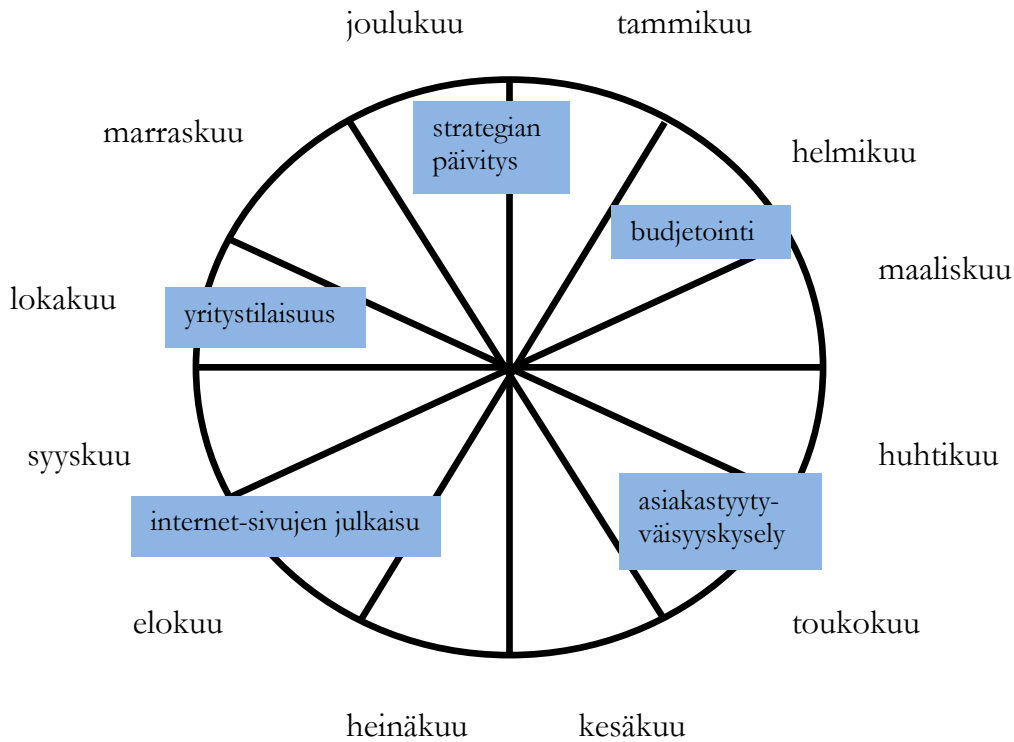 joulukuu
tammikuu
marraskuu
strategian
päivitys
helmikuu
budjetointi
maaliskuu
lokakuu
yritystilaisuus
syyskuu
huhtikuu
internet-sivujen julkaisu
asiakastyyty-
väisyyskysely
elokuu
toukokuu
heinäkuu
kesäkuu